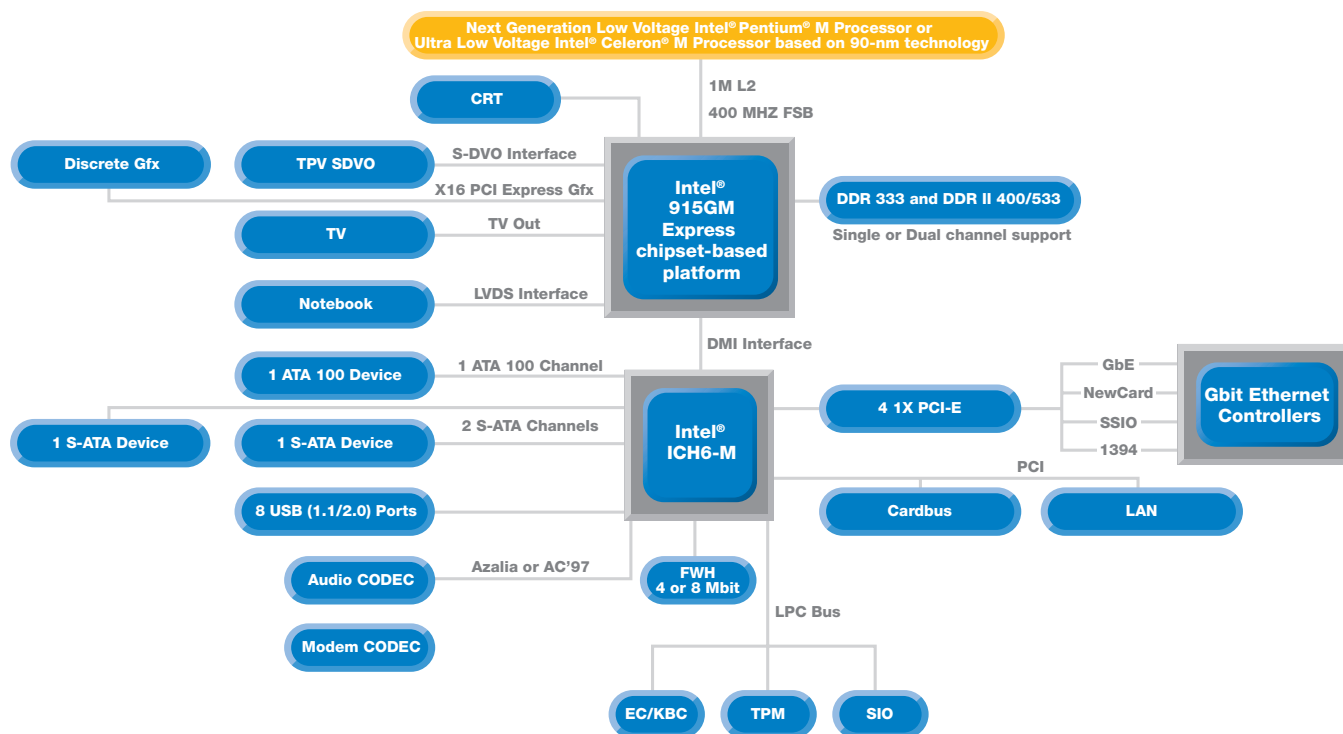 Next Generation Low Voltage Intel® Pentium® M Processor or
Ultra Low Voltage Intel® Celeron® M Processor based on 90-nm technology
1M L2
400 MHZ FSB
CRT
Discrete Gfx
TPV SDVO
S-DVO Interface
X16 PCI Express Gfx
TV
TV Out
Notebook
LVDS Interface
Intel®
915GM
Express
chipset-based
platform
DDR 333 and DDR II 400/533
Single or Dual channel support
DMI Interface
1 ATA 100 Device
1 ATA 100 Channel
1 S-ATA Device
1 S-ATA Device
2 S-ATA Channels
Intel®
ICH6-M
4 1X PCI-E
GbE
NewCard
SSIO
1394
Gbit Ethernet
Controllers
PCI
Cardbus
LAN
8 USB (1.1/2.0) Ports
Audio CODEC
Azalia or AC’97
FWH
4 or 8 Mbit
LPC Bus
Modem CODEC
EC/KBC
TPM
SIO